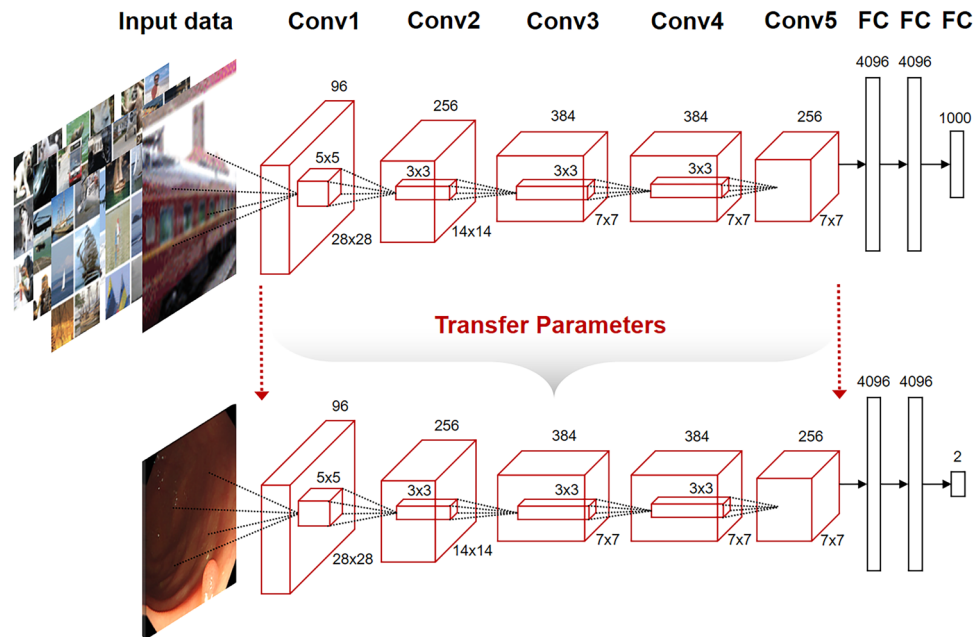 Input data Conv1 Conv2 Conv3 Conv4 Conv5 FC FC FC
4096 4096
96
256
384
384
256
1000
5x5
3x3
3x3
3x3
28x28
14x14
7x7
7x7
7x7
Transfer Parameters
4096 4096
96
256
384
384
256
2
5x5
3x3
3x3
3x3
28x28
14x14
7x7
7x7
7x7